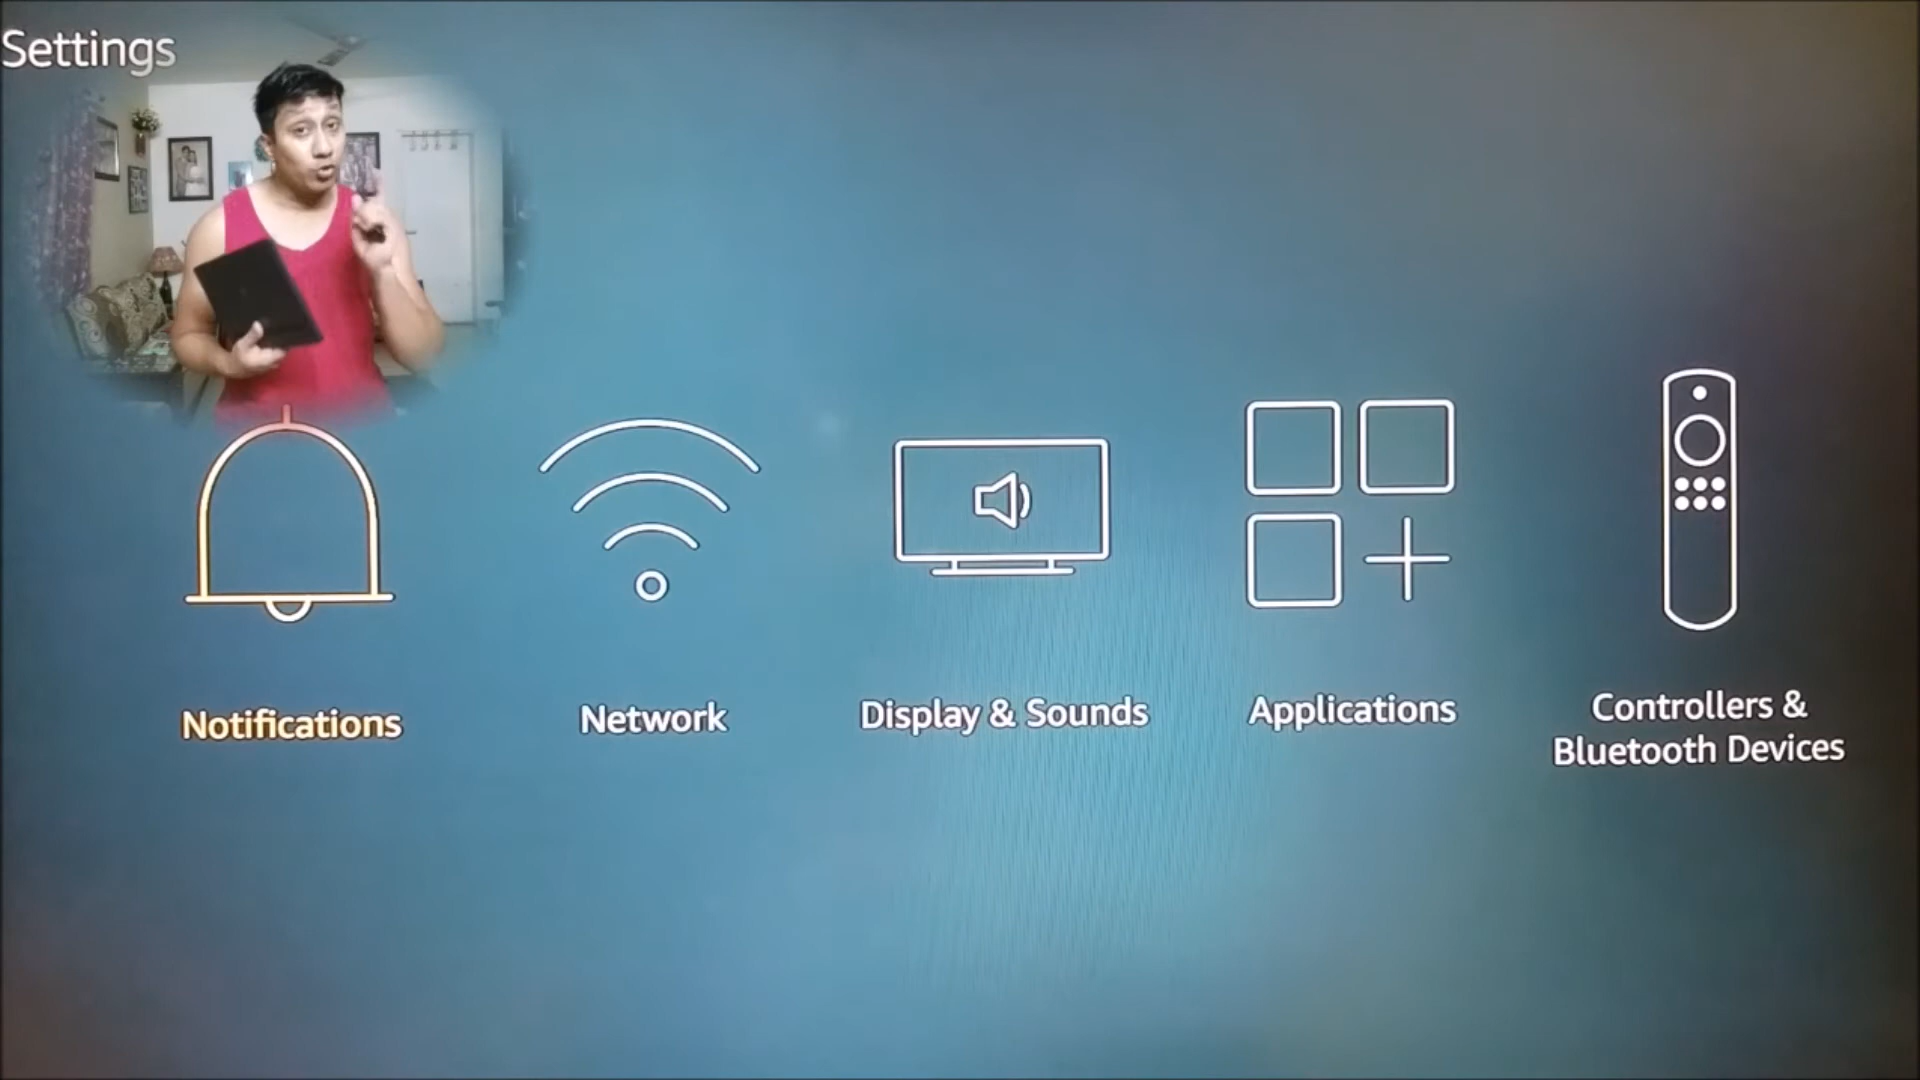 Settings
Notifications
Network
Display & Sounds
Applications
Controllers &
Bluetooth Devices